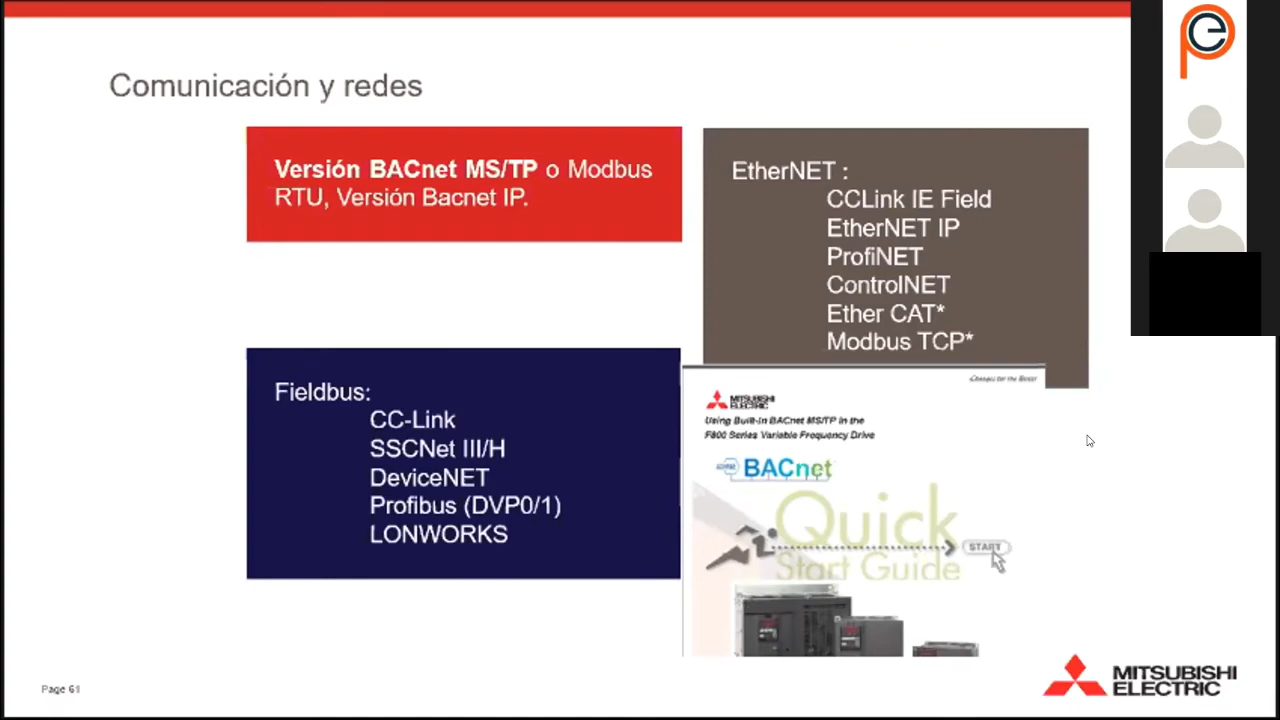 Comunicación y redes
Versión BACnet MS/TP o Modbus
RTU, Versión Bacnet IP.
EtherNET :
CCLink IE Field
EtherNET IP
ProfiNET
ControlNET
Ether CAT*
Modbus TCP*
Fieldbus:
CC-Link
SSCNet III/H
DeviceNET
Profibus (DVP0/1)
LONWORKS
Changes for the Better
MITSUBISHI
ELECTRIC
Using Built-In BACnet MS/TP in the
F800 Series Variable Frequency Drive
BACnet
Quick
START
Start Guide
Page 61
MITSUBISHI
ELECTRIC